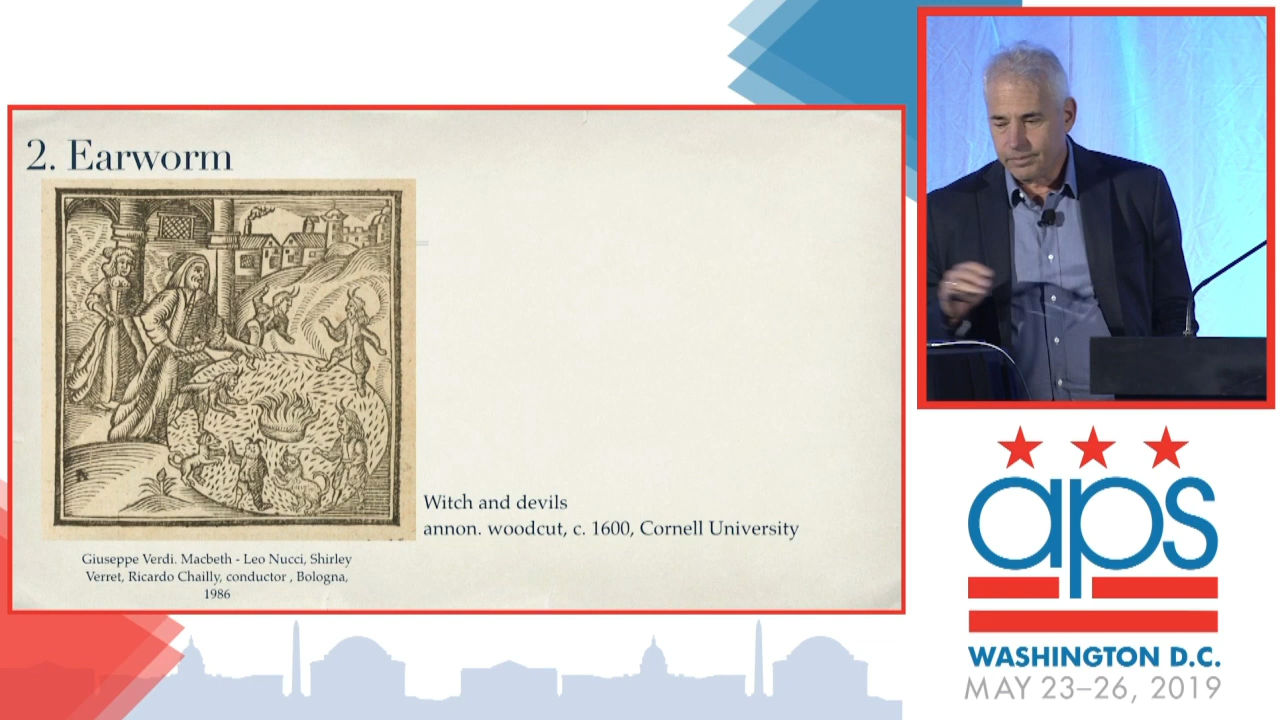 2. Earworm
Witch and devils
annon. woodcut, c. 1600, Cornell University
Giuseppe Verdi. Macbeth - Leo Nucci, Shirley
Verret, Ricardo Chailly, conductor , Bologna,
1986
aps
WASHINGTON D.C.
MAY 23–26, 2019